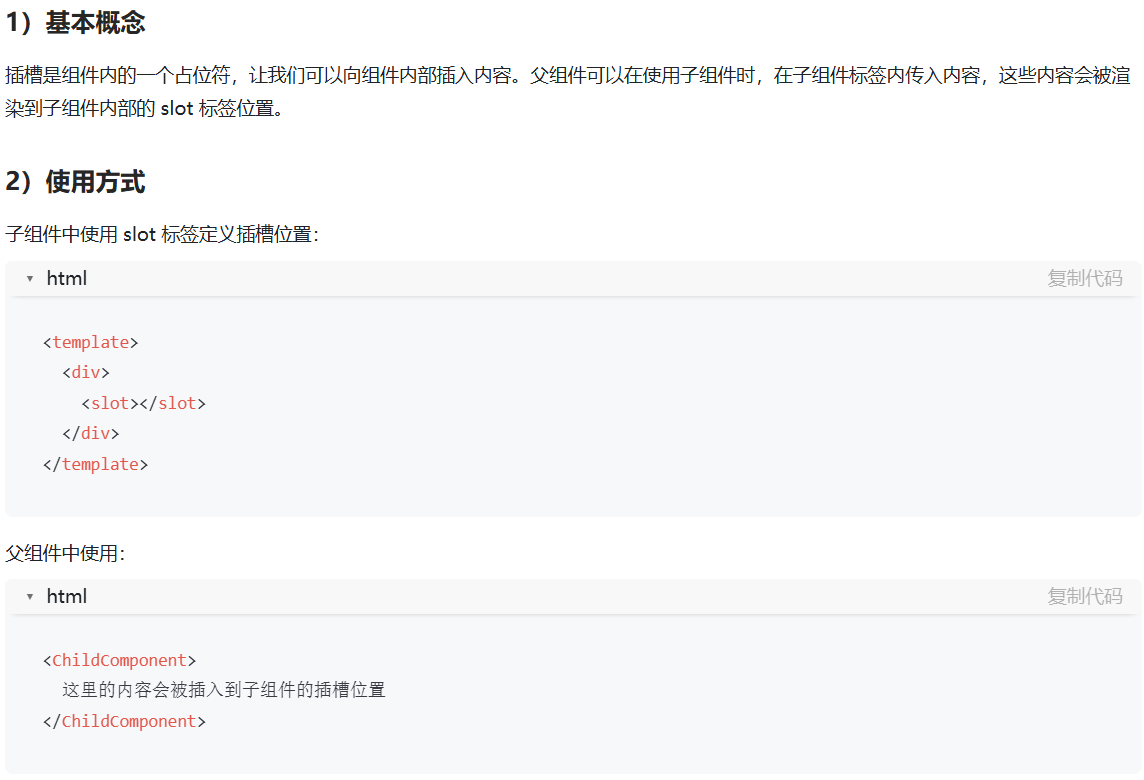 1）基本概念
插槽是组件内的一个占位符，让我们可以向组件内部插入内容。父组件可以在使用子组件时，在子组件标签内传入内容，这些内容会被渲
染到子组件内部的 slot 标签位置。
2）使用方式
子组件中使用 slot 标签定义插槽位置：
▾ html 复制代码
<template>
  <div>
    <slot></slot>
  </div>
</template>
父组件中使用：
▾ html 复制代码
<ChildComponent>
  这里的内容会被插入到子组件的插槽位置
</ChildComponent>